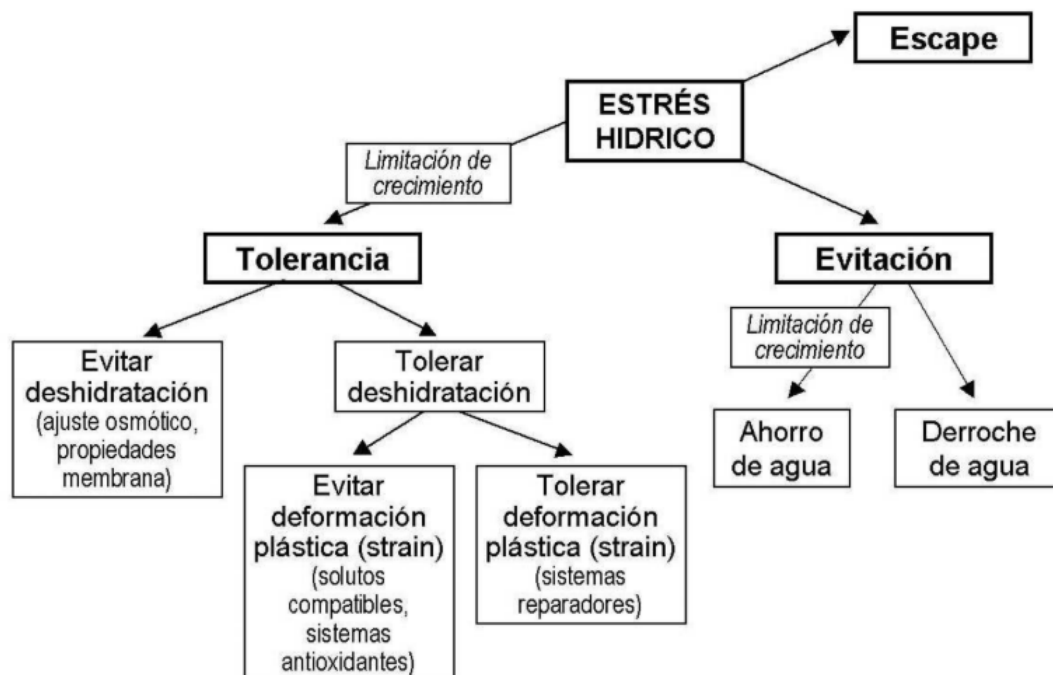 Escape
ESTRÉS
HIDRICO
Limitación de
crecimiento
Tolerancia
Evitación
Limitación de
crecimiento
Evitar
deshidratación
(ajuste osmótico,
propiedades
membrana)
Tolerar
deshidratación
Ahorro
de agua
Derroche
de agua
Evitar
deformación
plástica (strain)
(solutos
compatibles,
sistemas
antioxidantes)
Tolerar
deformación
plástica (strain)
(sistemas
reparadores)